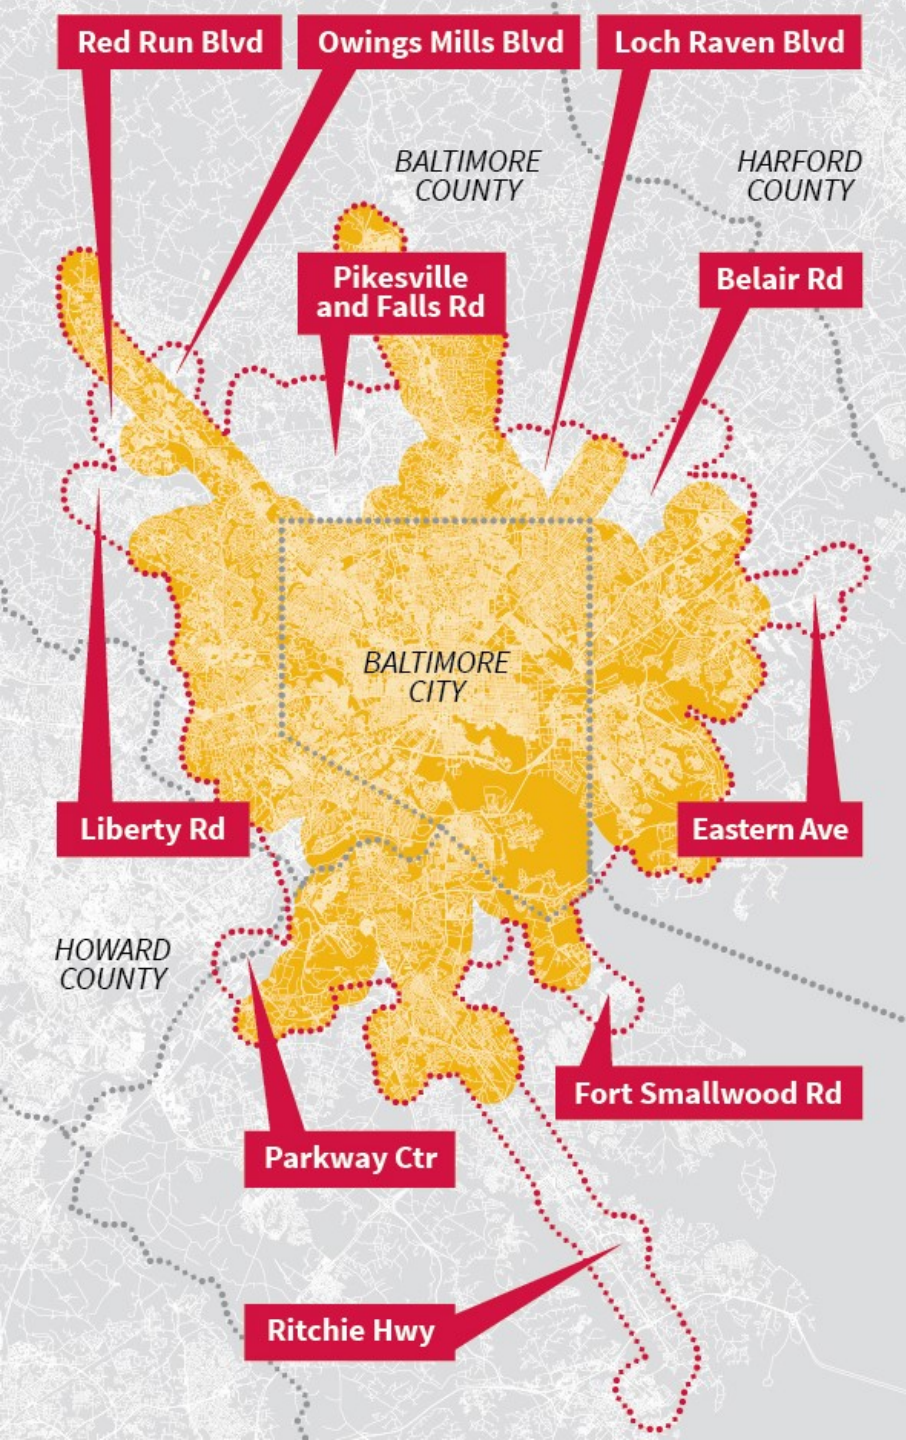 Red Run Blvd
Owings Mills Blvd
Loch Raven Blvd
BALTIMORE
COUNTY
HARFORD
COUNTY
Pikesville
and Falls Rd
Belair Rd
BALTIMORE
CITY
Liberty Rd
Eastern Ave
HOWARD
COUNTY
Fort Smallwood Rd
Parkway Ctr
Ritchie Hwy